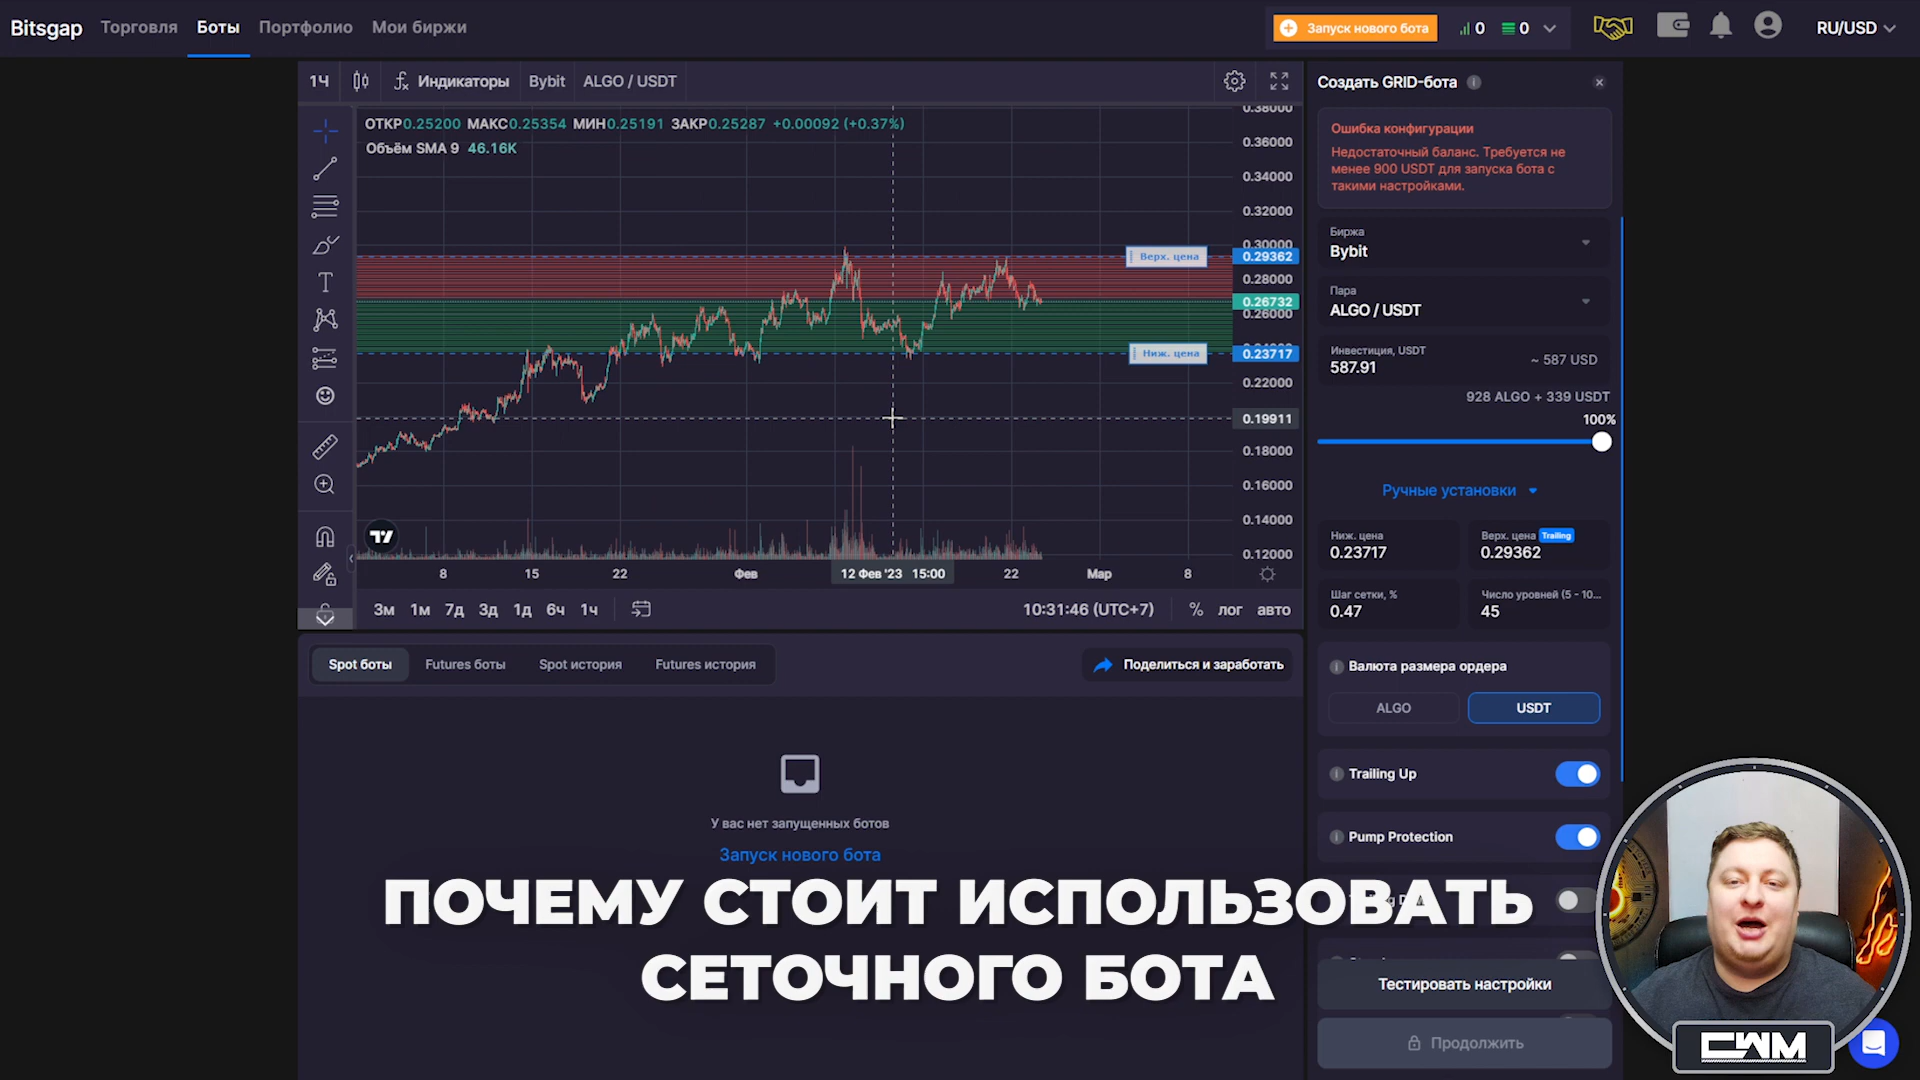 Bitsgap Торговля Боты Портфолио Мои биржи
Запуск нового бота 0 0 RU/USD
1Ч Индикаторы Bybit ALGO / USDT
ОТКР0.25200 МАКС0.25354 МИН0.25191 ЗАКР0.25287 +0.00092 (+0.37%)
Объём SMA 9 46.16K
0.38000
0.36000
0.34000
0.32000
0.30000
Верх. цена 0.29362
0.28000
0.26732
0.26000
Ниж. цена 0.23717
0.22000
0.19911
0.18000
0.16000
0.14000
0.12000
8 15 22 Фев 12 Фев '23 15:00 22 Мар 8
3м 1м 7д 3д 1д 6ч 1ч 10:31:46 (UTC+7) % лог авто
Spot боты Futures боты Spot история Futures история Поделиться и заработать
У вас нет запущенных ботов
Запуск нового бота
Создать GRID-бота
Ошибка конфигурации
Недостаточный баланс. Требуется не
менее 900 USDT для запуска бота с
такими настройками.
Биржа
Bybit
Пара
ALGO / USDT
Инвестиция, USDT
587.91 ~ 587 USD
928 ALGO + 339 USDT
100%
Ручные установки
Ниж. цена Верх. цена Trailing
0.23717 0.29362
Шаг сетки, % Число уровней (5 - 10...
0.47 45
Валюта размера ордера
ALGO USDT
Trailing Up
Pump Protection
Тестировать настройки
Продолжить
ПОЧЕМУ СТОИТ ИСПОЛЬЗОВАТЬ
СЕТОЧНОГО БОТА
CWM